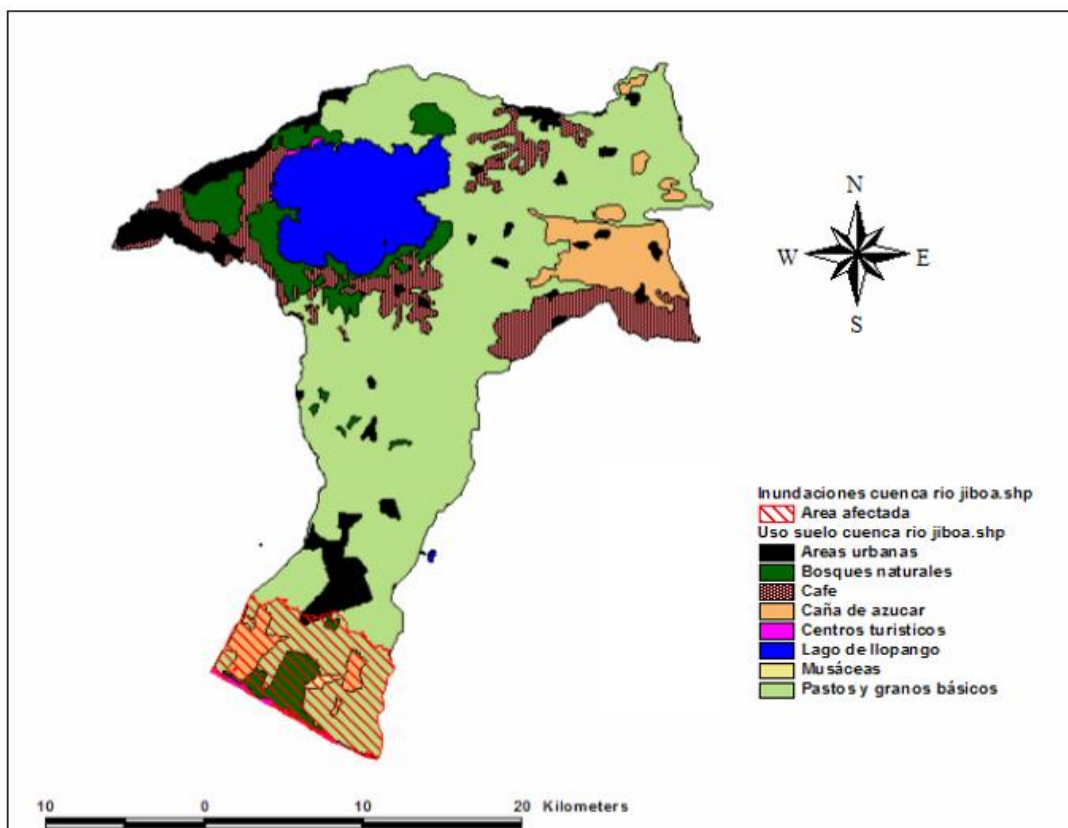 N
W E
S
Inundaciones cuenca rio jiboa.shp
Area afectada
Uso suelo cuenca rio jiboa.shp
Areas urbanas
Bosques naturales
Cafe
Caña de azucar
Centros turisticos
Lago de Ilopango
Musáceas
Pastos y granos básicos
10 0 10 20 Kilometers